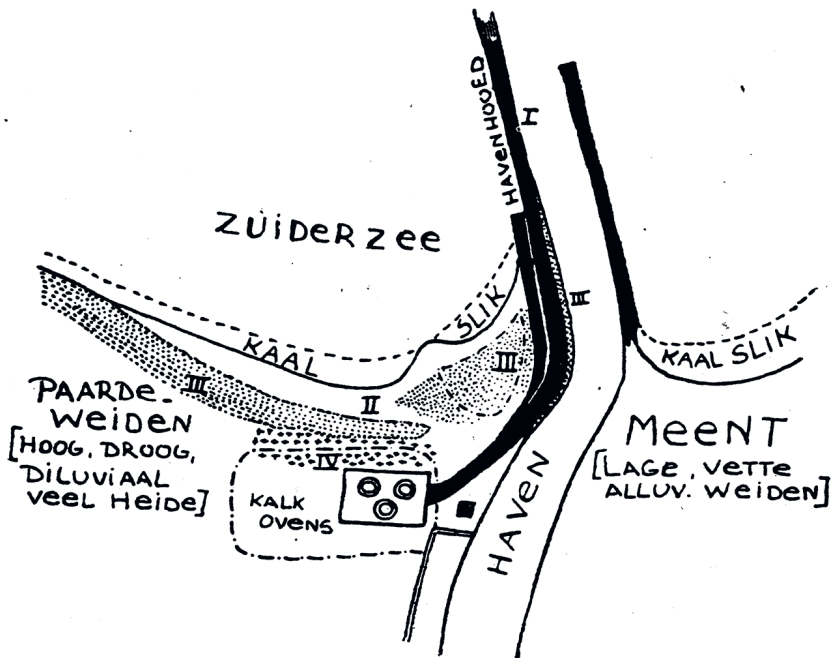 HAVENHOOFD
I
ZUIDERZEE
III
KAAL SLIK
KAAL SLIK
III
III
II
PAARDE-
WEIDEN
[HOOG, DROOG,
DILUVIAAL
VEEL HEIDE]
IV
KALK
OVENS
HAVEN
MEENT
[LAGE, VETTE
ALLUV. WEIDEN]